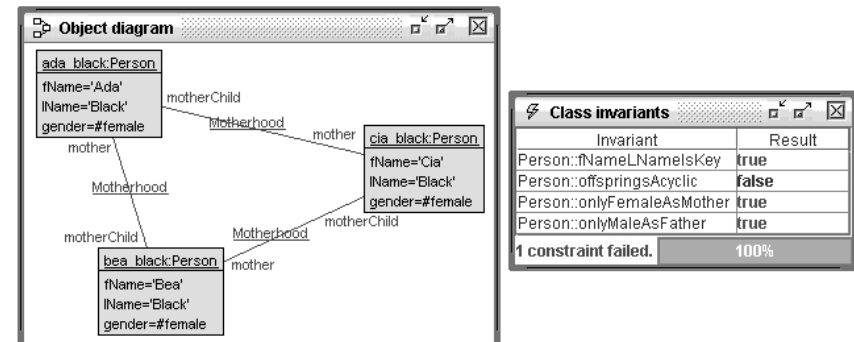 Object diagram
ada_black:Person
fName='Ada'
lName='Black'
gender=#female
motherChild
Motherhood
mother
cia_black:Person
fName='Cia'
lName='Black'
gender=#female
mother
Motherhood
motherChild
motherChild
Motherhood
mother
bea_black:Person
fName='Bea'
lName='Black'
gender=#female
Class invariants
Invariant Result
Person::fNameLNameIsKey true
Person::offspringsAcyclic false
Person::onlyFemaleAsMother true
Person::onlyMaleAsFather true
1 constraint failed. 100%